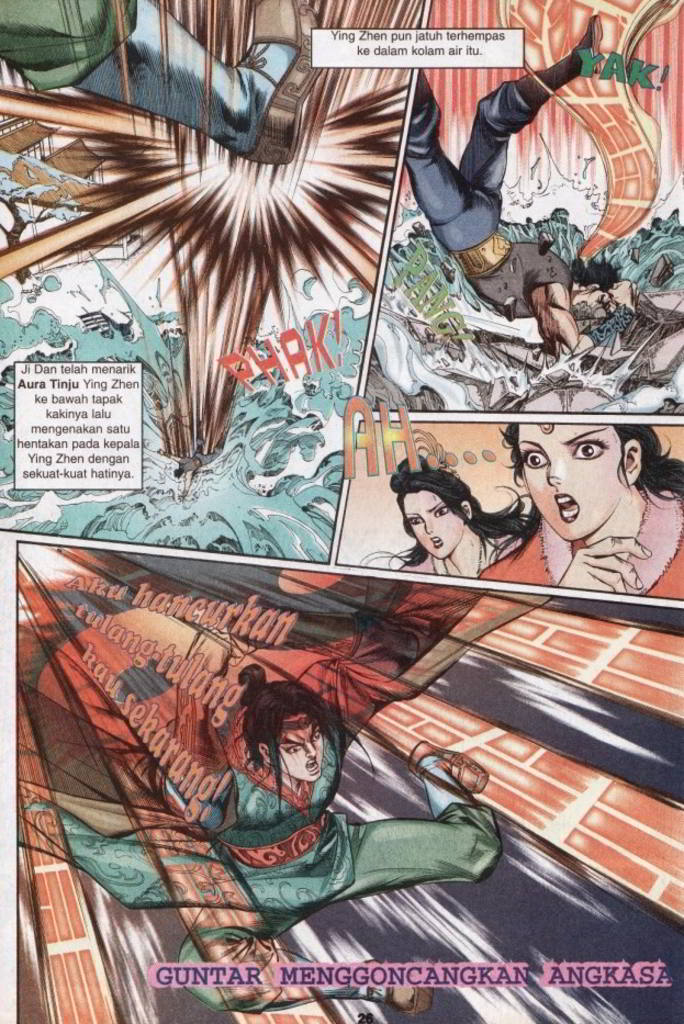 Ying Zhen pun jatuh terhempas
ke dalam kolam air itu.
YAK!
PANG!
PHAK!
Ji Dan telah menarik
Aura Tinju Ying Zhen
ke bawah tapak
kakinya lalu
mengenakan satu
hentakan pada kepala
Ying Zhen dengan
sekuat-kuat hatinya.
AH.....
Aku hancurkan
tulang-tulang
kau sekarang!
GUNTAR MENGGONCANGKAN ANGKASA
26